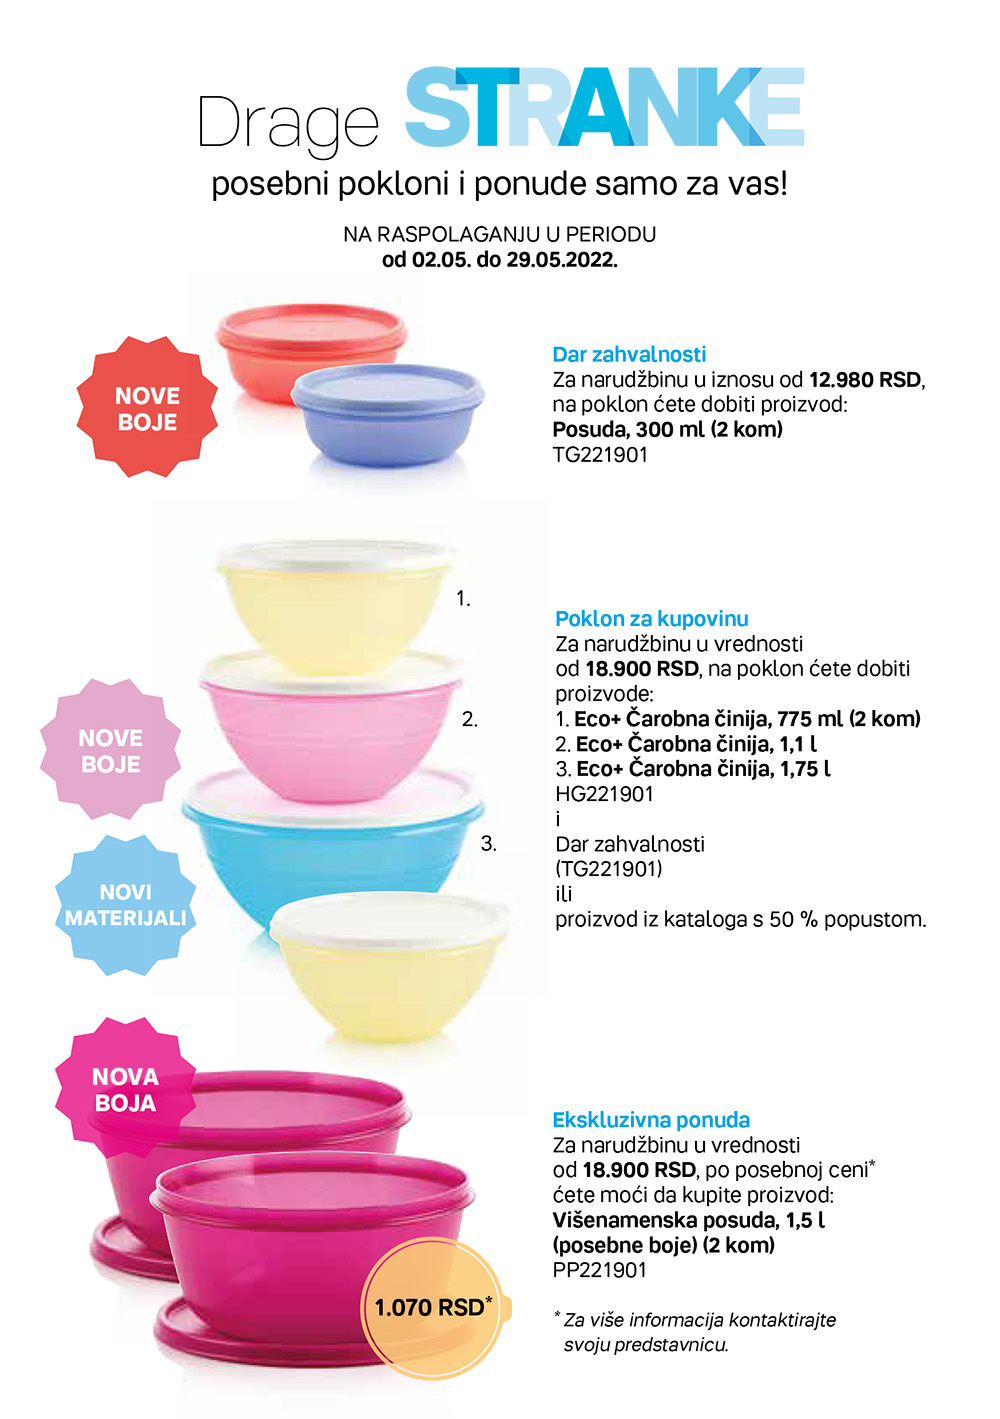 Drage STRANKE
posebni pokloni i ponude samo za vas!
NA RASPOLAGANJU U PERIODU
od 02.05. do 29.05.2022.
NOVE
BOJE
Dar zahvalnosti
Za narudžbinu u iznosu od 12.980 RSD,
na poklon ćete dobiti proizvod:
Posuda, 300 ml (2 kom)
TG221901
1.
2.
3.
NOVE
BOJE
NOVI
MATERIJALI
Poklon za kupovinu
Za narudžbinu u vrednosti
od 18.900 RSD, na poklon ćete dobiti
proizvode:
1. Eco+ Čarobna činija, 775 ml (2 kom)
2. Eco+ Čarobna činija, 1,1 l
3. Eco+ Čarobna činija, 1,75 l
HG221901
i
Dar zahvalnosti
(TG221901)
ili
proizvod iz kataloga s 50 % popustom.
NOVA
BOJA
1.070 RSD*
Ekskluzivna ponuda
Za narudžbinu u vrednosti
od 18.900 RSD, po posebnoj ceni*
ćete moći da kupite proizvod:
Višenamenska posuda, 1,5 l
(posebne boje) (2 kom)
PP221901
* Za više informacija kontaktirajte
svoju predstavnicu.